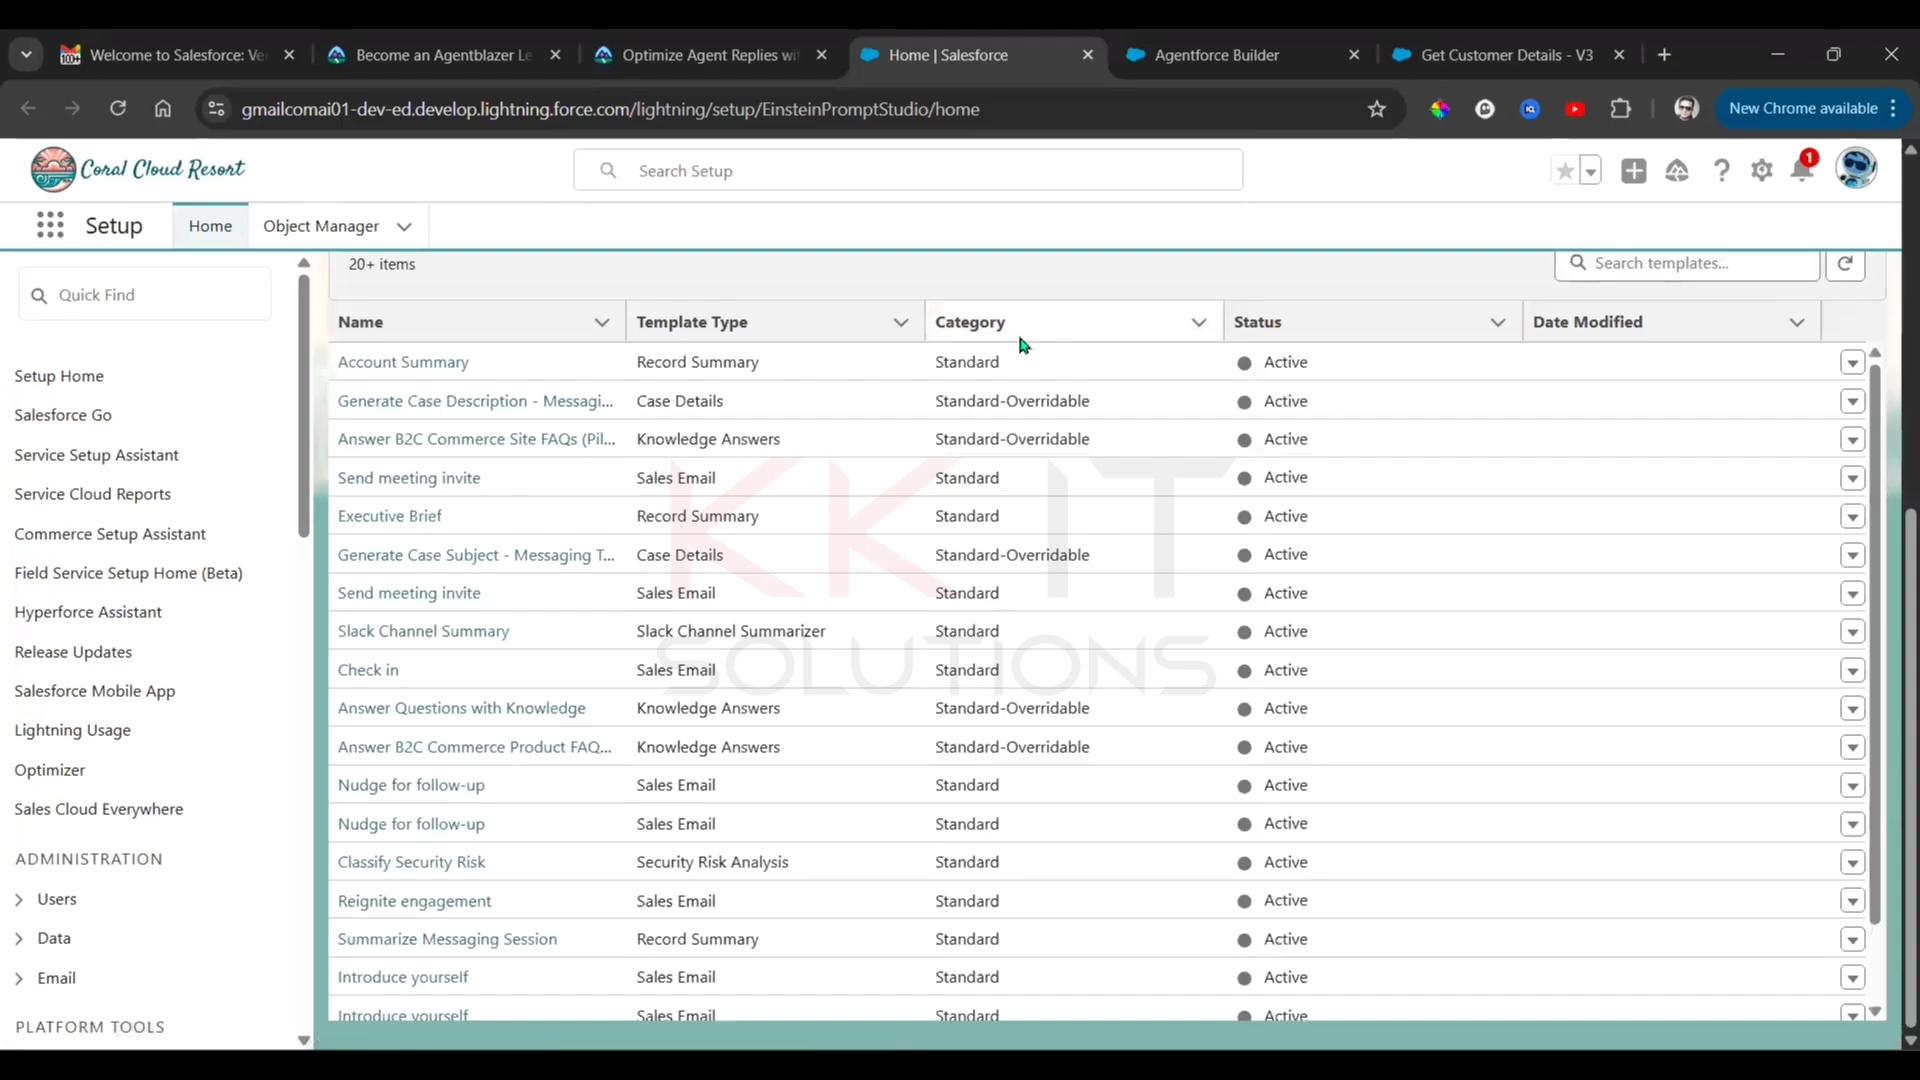 100+ Welcome to Salesforce: Ve
Become an Agentblazer Le
Optimize Agent Replies wi
Home | Salesforce
Agentforce Builder
Get Customer Details - V3
gmailcomai01-dev-ed.develop.lightning.force.com/lightning/setup/EinsteinPromptStudio/home
New Chrome available
Coral Cloud Resort
Search Setup
1
Setup
Home
Object Manager
Quick Find
Setup Home
Salesforce Go
Service Setup Assistant
Service Cloud Reports
Commerce Setup Assistant
Field Service Setup Home (Beta)
Hyperforce Assistant
Release Updates
Salesforce Mobile App
Lightning Usage
Optimizer
Sales Cloud Everywhere
ADMINISTRATION
Users
Data
Email
PLATFORM TOOLS
20+ items
Search templates...
Name Template Type Category Status Date Modified
Account Summary Record Summary Standard Active
Generate Case Description - Messagi... Case Details Standard-Overridable Active
Answer B2C Commerce Site FAQs (Pil... Knowledge Answers Standard-Overridable Active
Send meeting invite Sales Email Standard Active
Executive Brief Record Summary Standard Active
Generate Case Subject - Messaging T... Case Details Standard-Overridable Active
Send meeting invite Sales Email Standard Active
Slack Channel Summary Slack Channel Summarizer Standard Active
Check in Sales Email Standard Active
Answer Questions with Knowledge Knowledge Answers Standard-Overridable Active
Answer B2C Commerce Product FAQ... Knowledge Answers Standard-Overridable Active
Nudge for follow-up Sales Email Standard Active
Nudge for follow-up Sales Email Standard Active
Classify Security Risk Security Risk Analysis Standard Active
Reignite engagement Sales Email Standard Active
Summarize Messaging Session Record Summary Standard Active
Introduce yourself Sales Email Standard Active
Introduce yourself Sales Email Standard Active
KKIT
SOLUTIONS